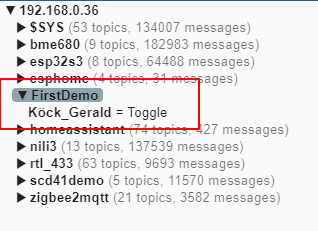 ▼ 192.168.0.36
▶ $SYS (53 topics, 134007 messages)
▶ bme680 (9 topics, 182983 messages)
▶ esp32s3 (8 topics, 64488 messages)
▶ esphome (4 topics, 31 messages)
▼ FirstDemo
Köck_Gerald = Toggle
▶ homeassistant (74 topics, 427 messages)
▶ nili3 (13 topics, 137539 messages)
▶ rtl_433 (63 topics, 9693 messages)
▶ scd41demo (5 topics, 11570 messages)
▶ zigbee2mqtt (21 topics, 3582 messages)